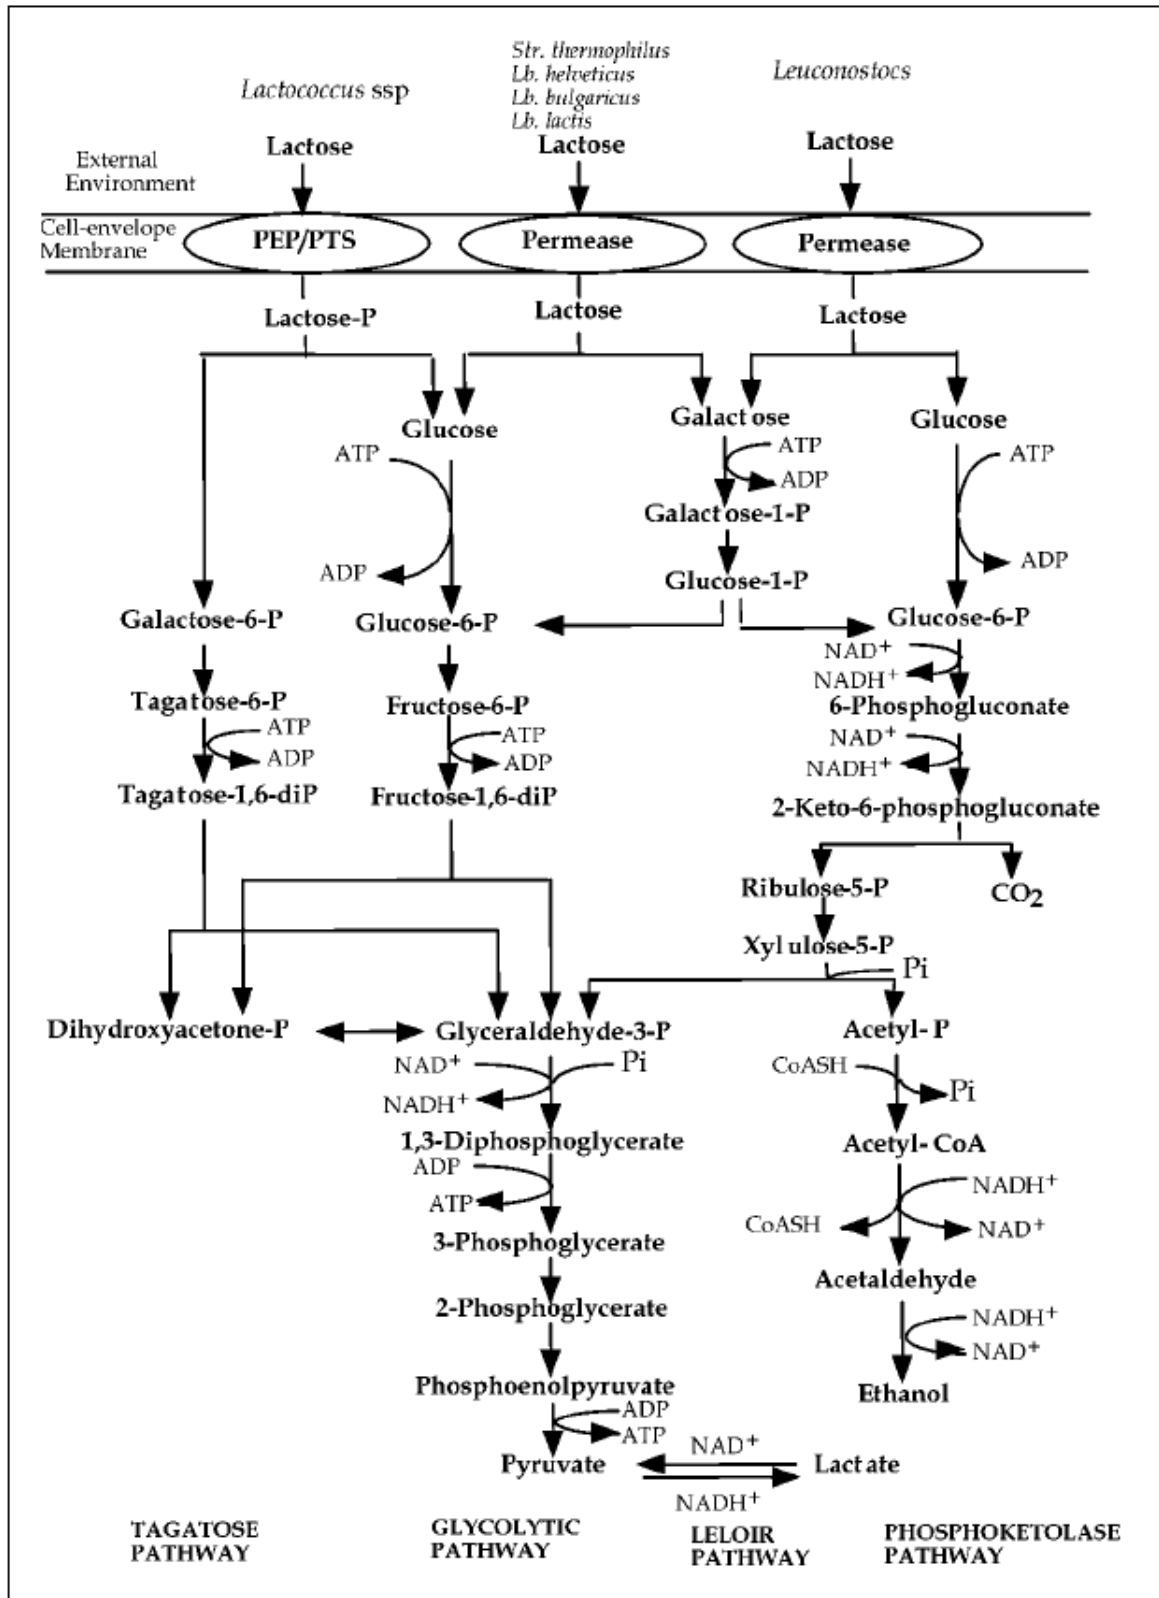 Lactococcus ssp
Str. thermophilus
Lb. helveticus
Lb. bulgaricus
Lb. lactis
Leuconostocs
Lactose
Lactose
Lactose
External
Environment
Cell-envelope
Membrane
PEP/PTS
Permease
Permease
Lactose-P
Lactose
Lactose
Glucose
Galactose
Glucose
ATP
ADP
ATP
ADP
ATP
ADP
Galactose-1-P
Glucose-1-P
Galactose-6-P
Glucose-6-P
Glucose-6-P
NAD+
NADH+
Tagatose-6-P
Fructose-6-P
6-Phosphogluconate
ATP
ADP
ATP
ADP
NAD+
NADH+
Tagatose-1,6-diP
Fructose-1,6-diP
2-Keto-6-phosphogluconate
Ribulose-5-P
CO2
Xylulose-5-P
Pi
Dihydroxyacetone-P
Glyceraldehyde-3-P
Acetyl-P
NAD+
Pi
NADH+
CoASH
Pi
1,3-Diphosphoglycerate
Acetyl-CoA
ADP
ATP
NADH+
CoASH
NAD+
3-Phosphoglycerate
Acetaldehyde
2-Phosphoglycerate
NADH+
NAD+
Phosphoenolpyruvate
Ethanol
ADP
ATP
Pyruvate
NAD+
NADH+
Lactate
TAGATOSE
PATHWAY
GLYCOLYTIC
PATHWAY
LELOIR
PATHWAY
PHOSPHOKETOLASE
PATHWAY